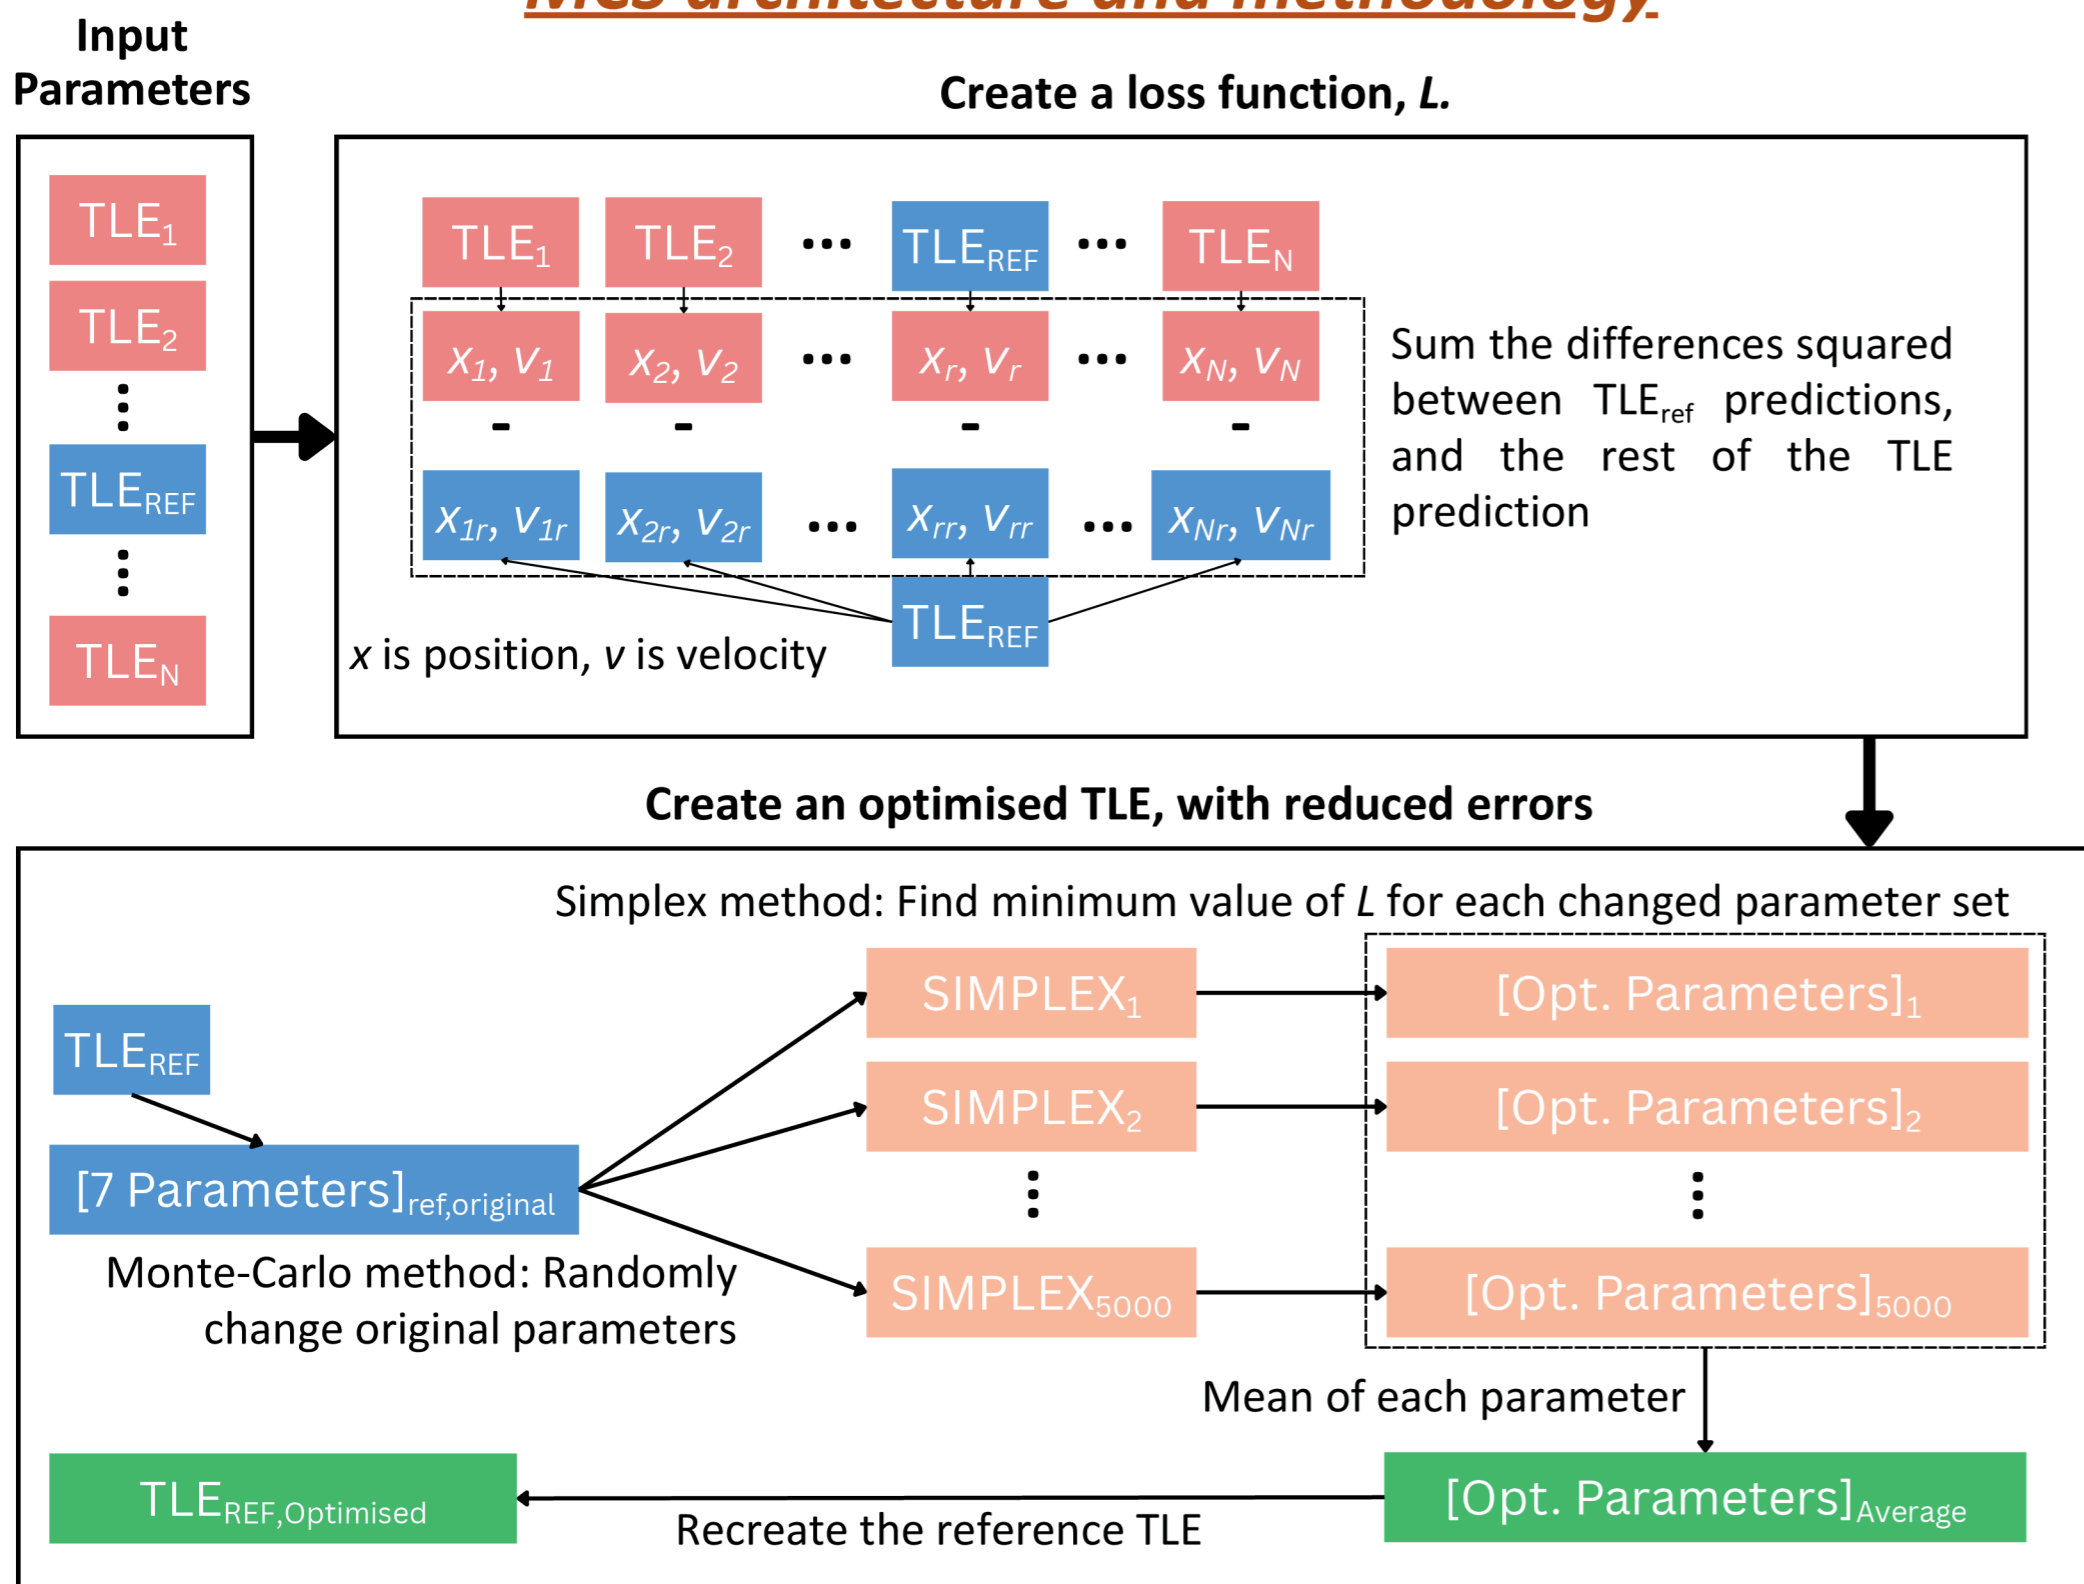 MCS architecture and methodology
Input
Parameters
TLE1
TLE2
TLEREF
TLEN
Create a loss function, L.
TLE1 TLE2 ... TLEREF ... TLEN
x1, v1 x2, v2 ... xr, vr ... xN, vN
- - - -
x1r, v1r x2r, v2r ... xrr, vrr ... xNr, vNr
TLEREF
x is position, v is velocity
Sum the differences squared
between TLEref predictions,
and the rest of the TLE
prediction
Create an optimised TLE, with reduced errors
Simplex method: Find minimum value of L for each changed parameter set
TLEREF
[7 Parameters]ref,original
Monte-Carlo method: Randomly
change original parameters
SIMPLEX1 [Opt. Parameters]1
SIMPLEX2 [Opt. Parameters]2
SIMPLEX5000 [Opt. Parameters]5000
Mean of each parameter
[Opt. Parameters]Average
Recreate the reference TLE
TLEREF,Optimised